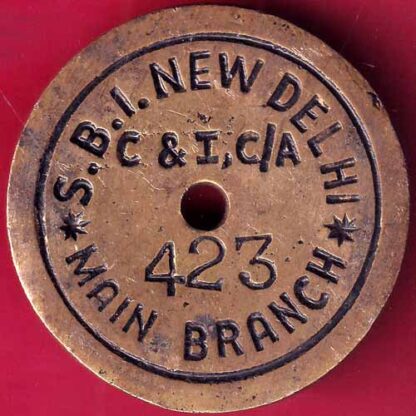 S.B.I. NEW DELHI
C & I, C/A
423
MAIN BRANCH